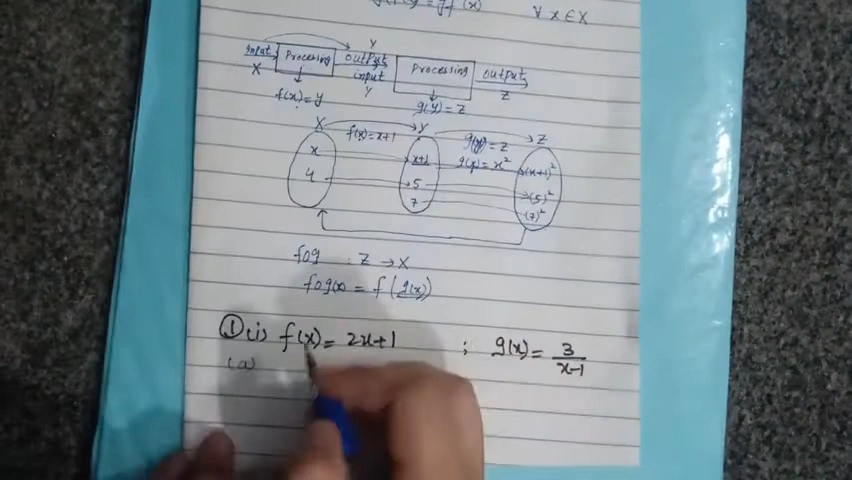 ∀ x ∈ X
Input Processing output Processing output
X Y input Y Z
f(x) = y g(y) = Z
X f(x) = x+1 Y g(y) = Z Z
x x+1 g(x) = x² (x+1)²
4 5 (5)²
7 (7)²
fog : Z → X
fog(x) = f(g(x))
① (i) f(x) = 2x+1 ; g(x) = 3/x-1
(a)